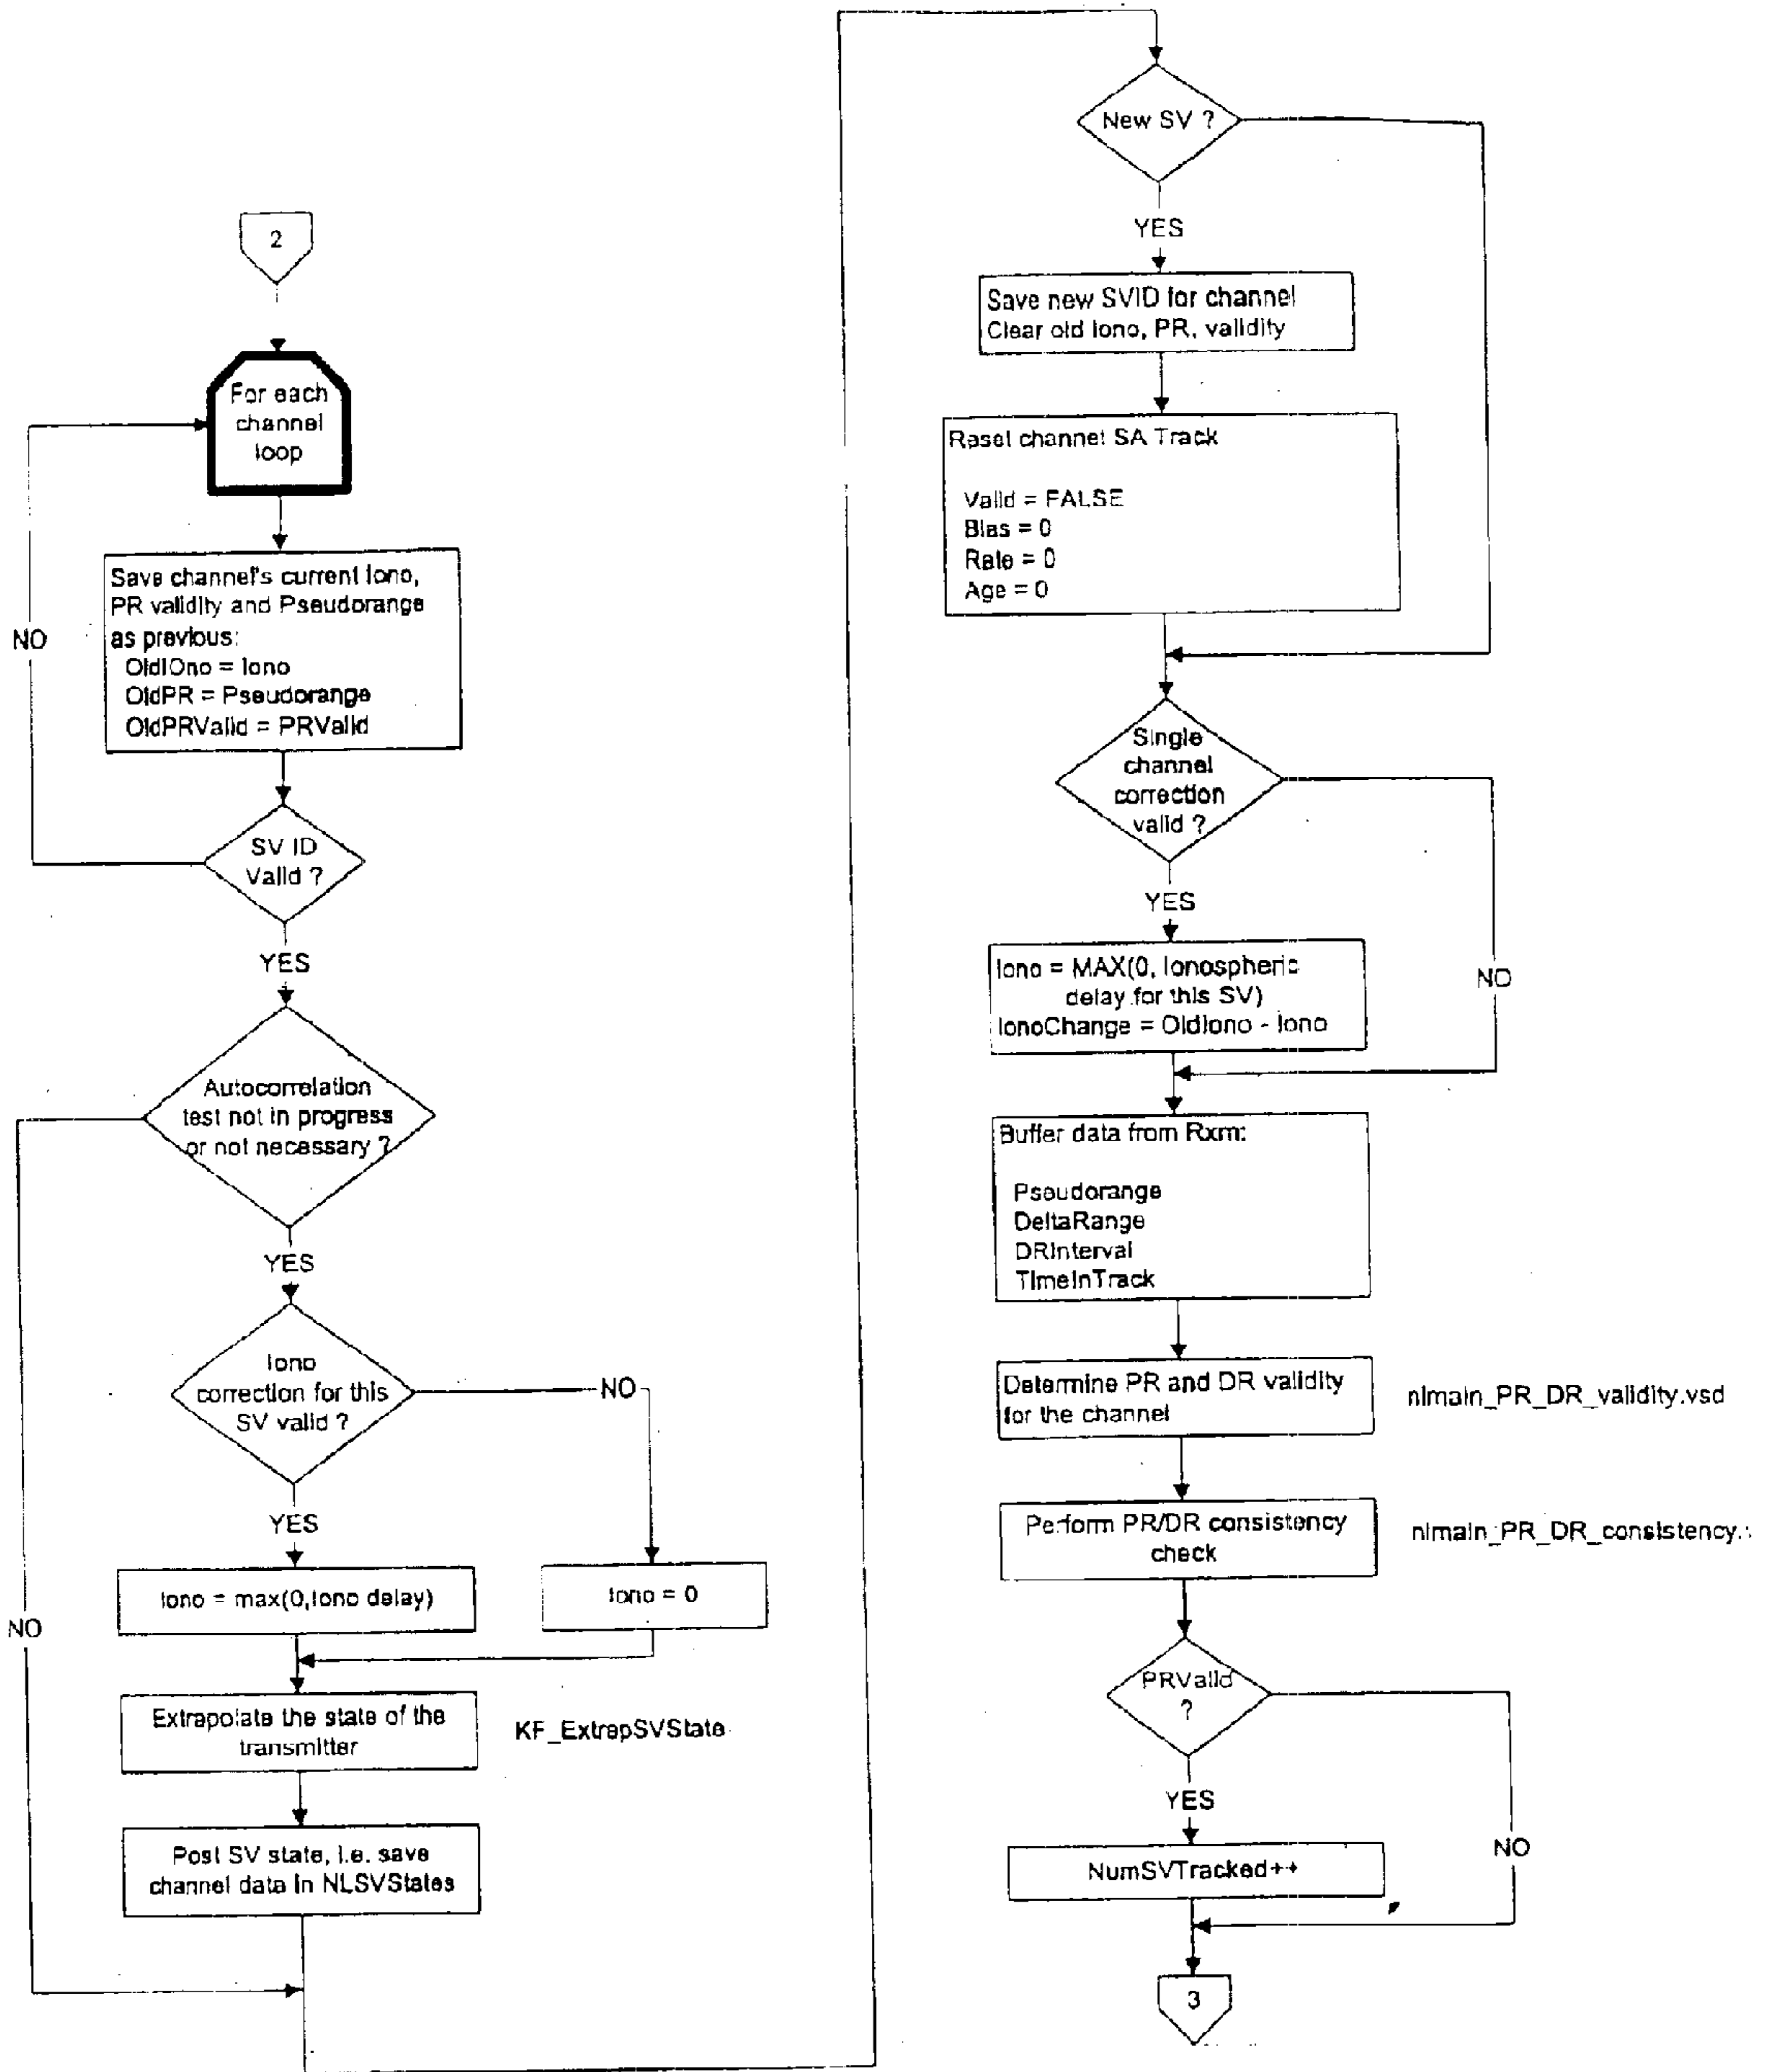 2
For each
channel
loop
Save channel's current Iono,
PR validity and Pseudorange
as previous:
OldIOno = Iono
OldPR = Pseudorange
OldPRValid = PRValid
NO
SV ID
Valid ?
YES
Autocorrelation
test not in progress
or not necessary ?
NO
YES
Iono
correction for this
SV valid ?
NO
YES
Iono = max(0,Iono delay)
Iono = 0
Extrapolate the state of the
transmitter
KF_ExtrapSVState
Post SV state, i.e. save
channel data in NLSVStates
New SV ?
YES
Save new SVID for channel
Clear old Iono, PR, validity
Reset channel SA Track
Valid = FALSE
Bias = 0
Rate = 0
Age = 0
Single
channel
correction
valid ?
YES
NO
Iono = MAX(0, Ionospheric
delay for this SV)
IonoChange = OldIono - Iono
Buffer data from Rxm:
Pseudorange
DeltaRange
DRInterval
TimeInTrack
Determine PR and DR validity
for the channel
nlmain_PR_DR_validity.vsd
Perform PR/DR consistency
check
nlmain_PR_DR_consistency.
PRValid
?
YES
NO
NumSVTracked++
3